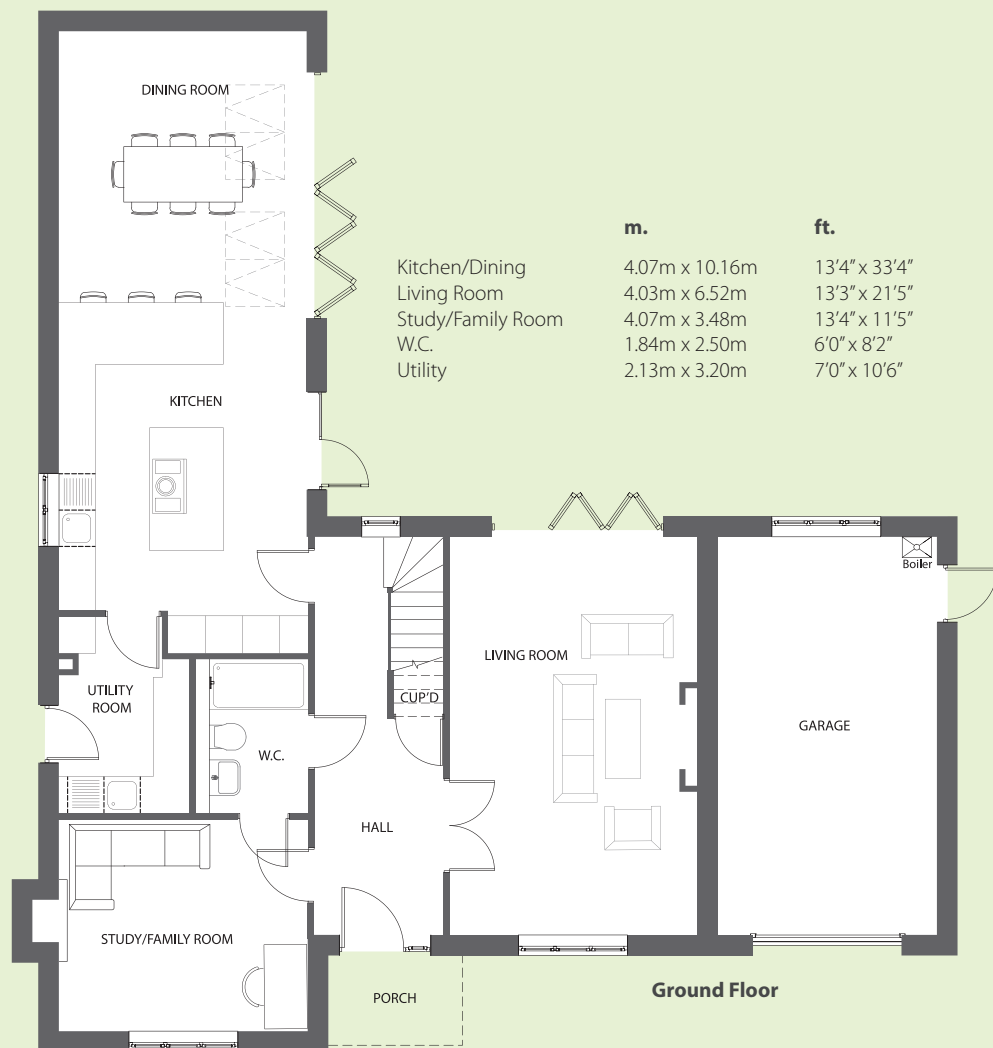 DINING ROOM
m. ft.
Kitchen/Dining 4.07m x 10.16m 13’4” x 33’4”
Living Room 4.03m x 6.52m 13’3” x 21’5”
Study/Family Room 4.07m x 3.48m 13’4” x 11’5”
W.C. 1.84m x 2.50m 6’0” x 8’2”
Utility 2.13m x 3.20m 7’0” x 10’6”
KITCHEN
Boiler
LIVING ROOM
UTILITY
ROOM
CUP’D
GARAGE
W.C.
HALL
STUDY/FAMILY ROOM
PORCH
Ground Floor